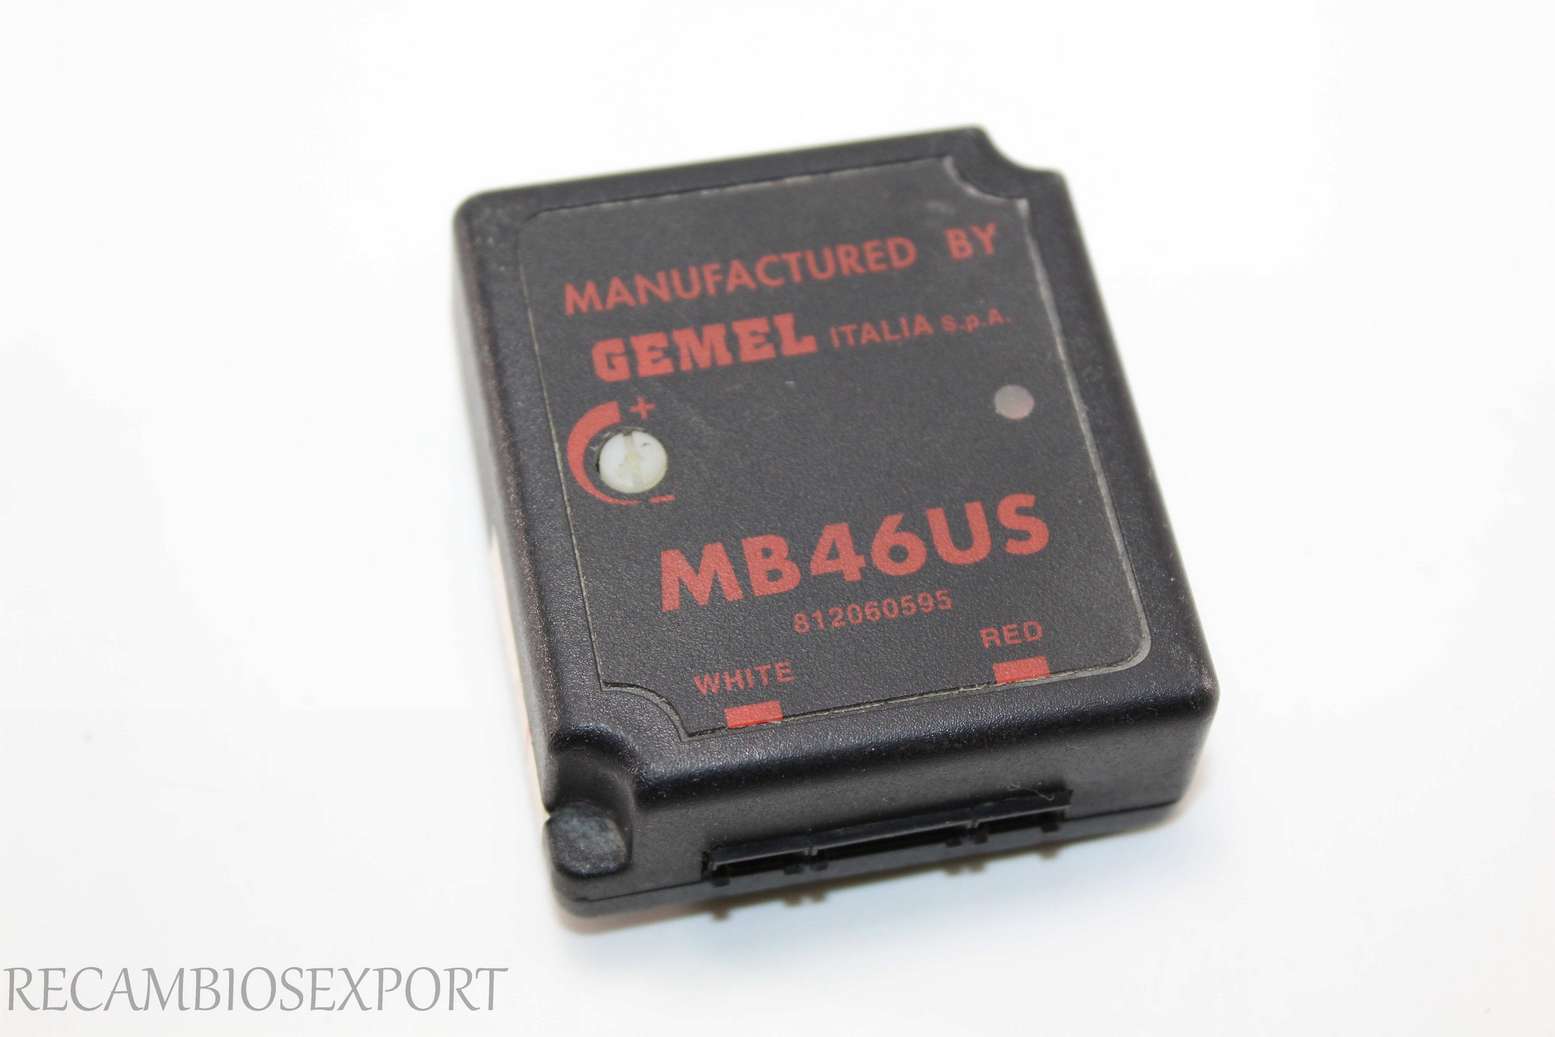 MANUFACTURED BY
GEMEL ITALIA S.p.A.
+
-
MB46US
812060595
WHITE RED
RECAMBIOSEXPORT